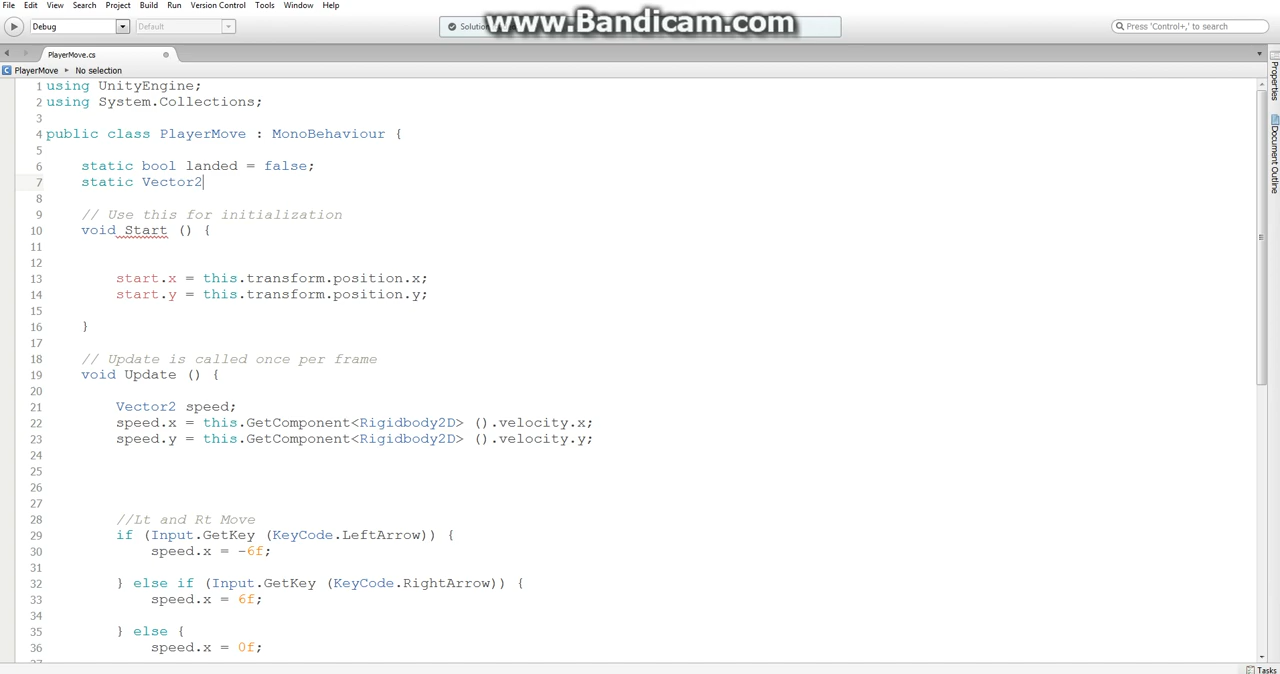 File Edit View Search Project Build Run Version Control Tools Window Help
www.Bandicam.com
Debug Default Solution Press 'Control+,' to search
PlayerMove.cs
PlayerMove No selection
1 using UnityEngine;
2 using System.Collections;
3
4 public class PlayerMove : MonoBehaviour {
5
6 static bool landed = false;
7 static Vector2
8
9 // Use this for initialization
10 void Start () {
11
12
13 start.x = this.transform.position.x;
14 start.y = this.transform.position.y;
15
16 }
17
18 // Update is called once per frame
19 void Update () {
20
21 Vector2 speed;
22 speed.x = this.GetComponent<Rigidbody2D> ().velocity.x;
23 speed.y = this.GetComponent<Rigidbody2D> ().velocity.y;
24
25
26
27
28 //Lt and Rt Move
29 if (Input.GetKey (KeyCode.LeftArrow)) {
30 speed.x = -6f;
31
32 } else if (Input.GetKey (KeyCode.RightArrow)) {
33 speed.x = 6f;
34
35 } else {
36 speed.x = 0f;
37
Properties
Document Outline
Tasks